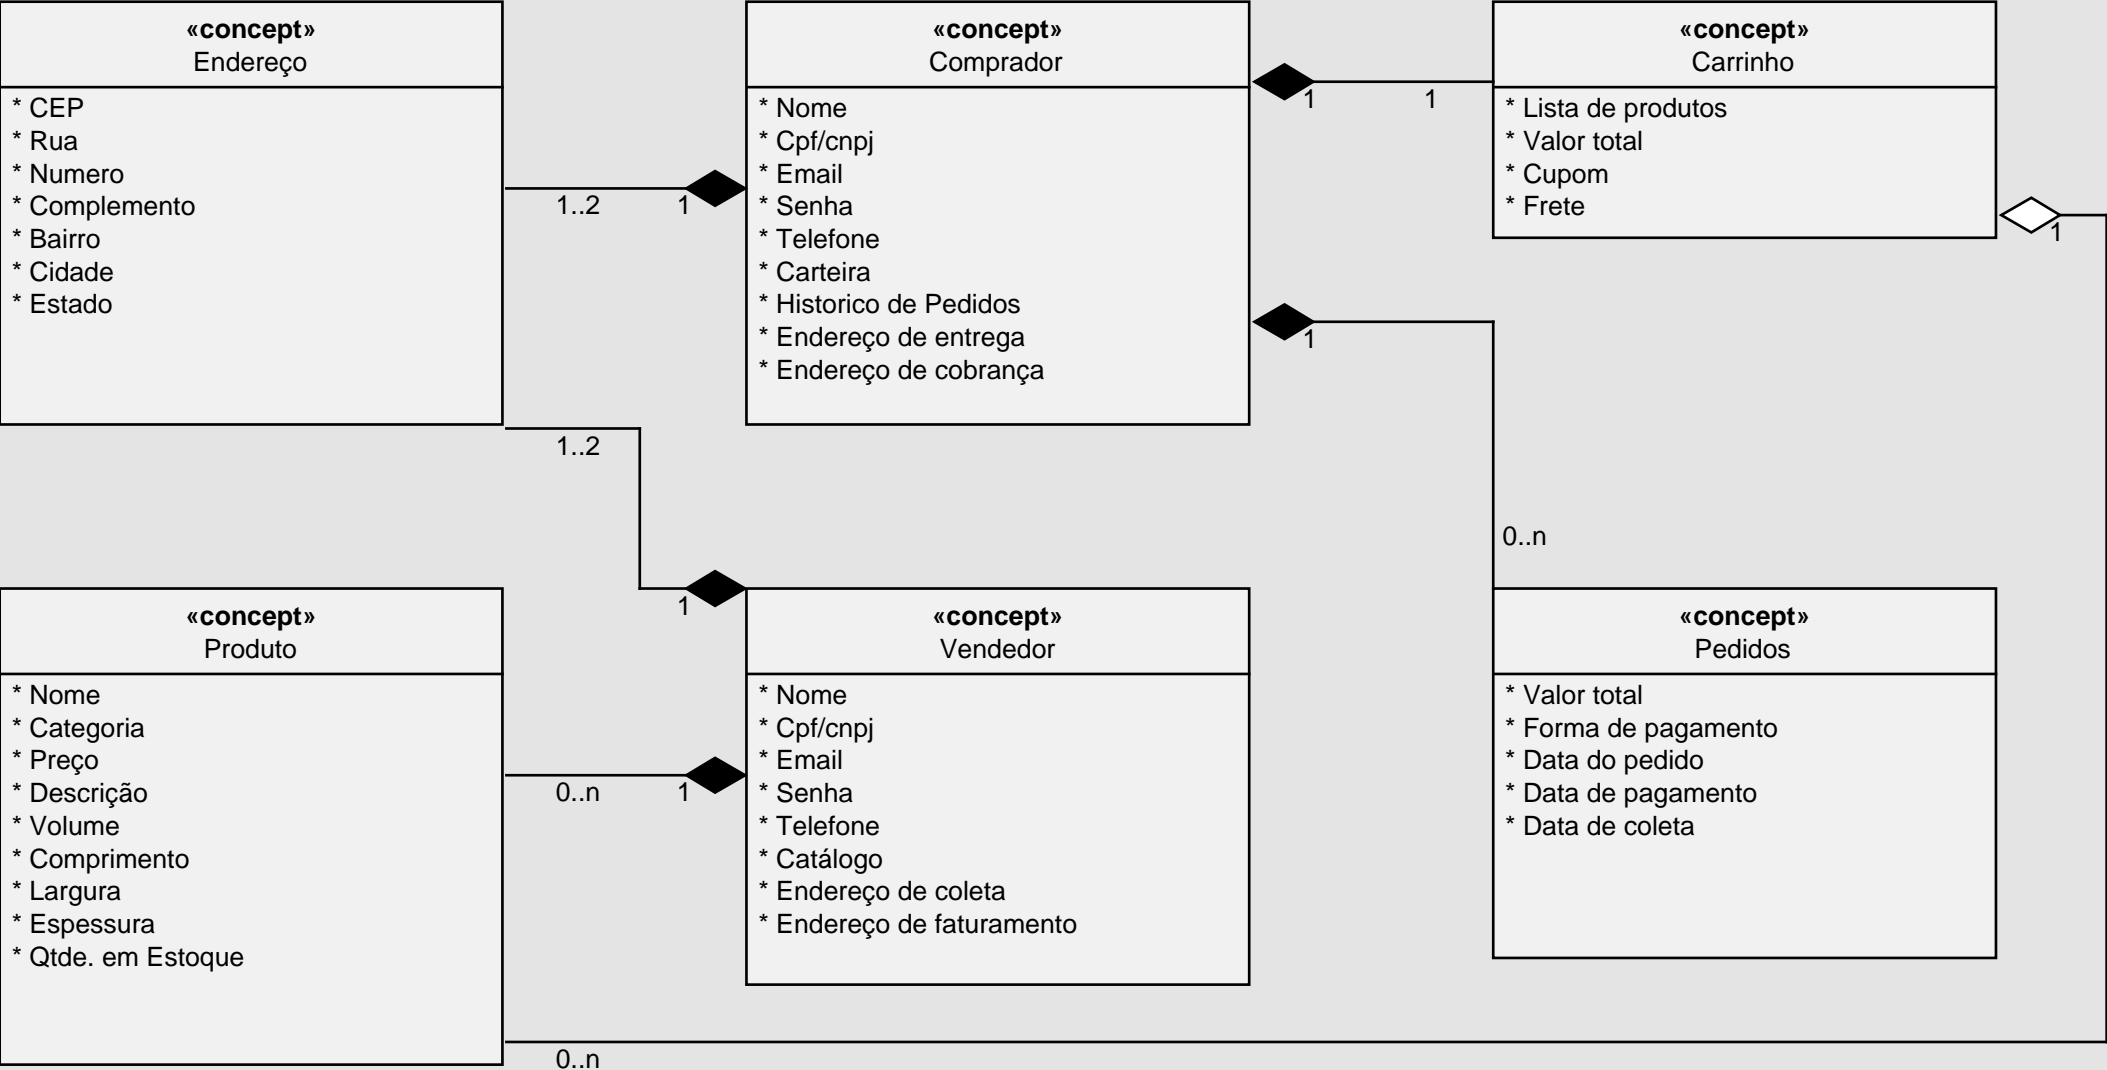 «concept»
Endereço
* CEP
* Rua
* Numero
* Complemento
* Bairro
* Cidade
* Estado
«concept»
Comprador
* Nome
* Cpf/cnpj
* Email
* Senha
* Telefone
* Carteira
* Historico de Pedidos
* Endereço de entrega
* Endereço de cobrança
«concept»
Carrinho
* Lista de produtos
* Valor total
* Cupom
* Frete
1
1
1..2
1
1
1
1..2
0..n
1
«concept»
Produto
* Nome
* Categoria
* Preço
* Descrição
* Volume
* Comprimento
* Largura
* Espessura
* Qtde. em Estoque
«concept»
Vendedor
* Nome
* Cpf/cnpj
* Email
* Senha
* Telefone
* Catálogo
* Endereço de coleta
* Endereço de faturamento
«concept»
Pedidos
* Valor total
* Forma de pagamento
* Data do pedido
* Data de pagamento
* Data de coleta
0..n
1
0..n